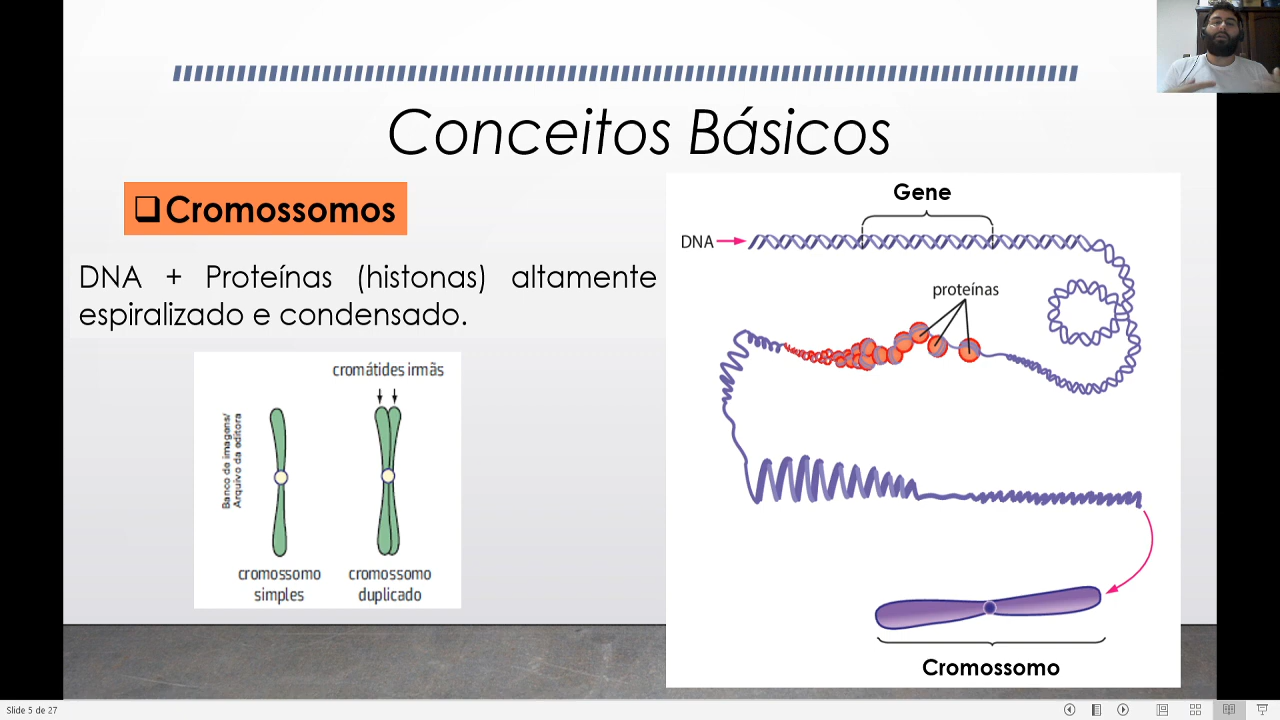 Conceitos Básicos
❑Cromossomos
DNA + Proteínas (histonas) altamente
espiralizado e condensado.
cromátides irmãs
Banco de imagens/
Arquivo da editora
cromossomo
simples
cromossomo
duplicado
Gene
DNA
proteínas
Cromossomo
Slide 5 de 27